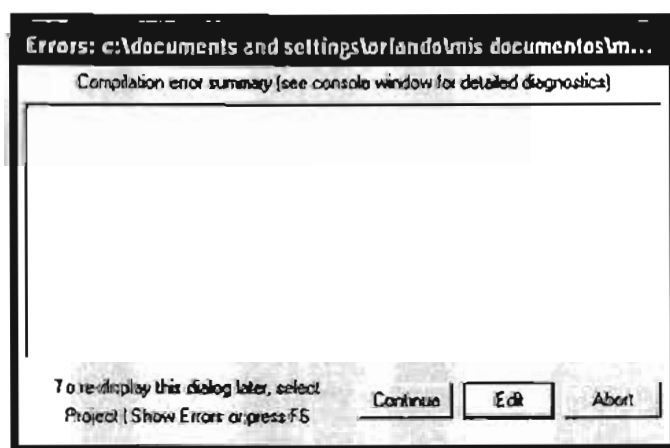 Errors: c:\documents and settings\orlando\mis documentos\m...
Compilation error summary (see console window for detailed diagnostics)
To re-display this dialog later, select
Project | Show Errors or press F6
Continue
Edit
Abort